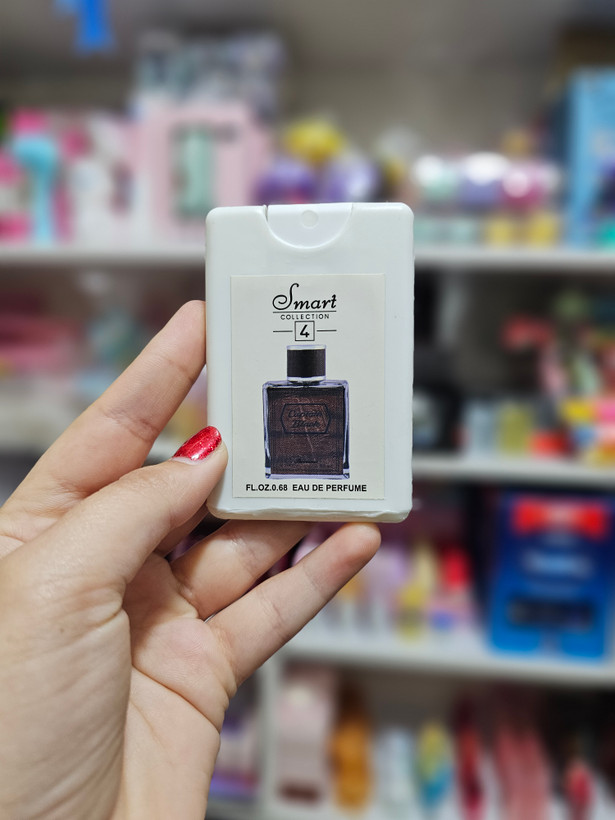 Smart
COLLECTION
4
FL.OZ.0.68 EAU DE PERFUME